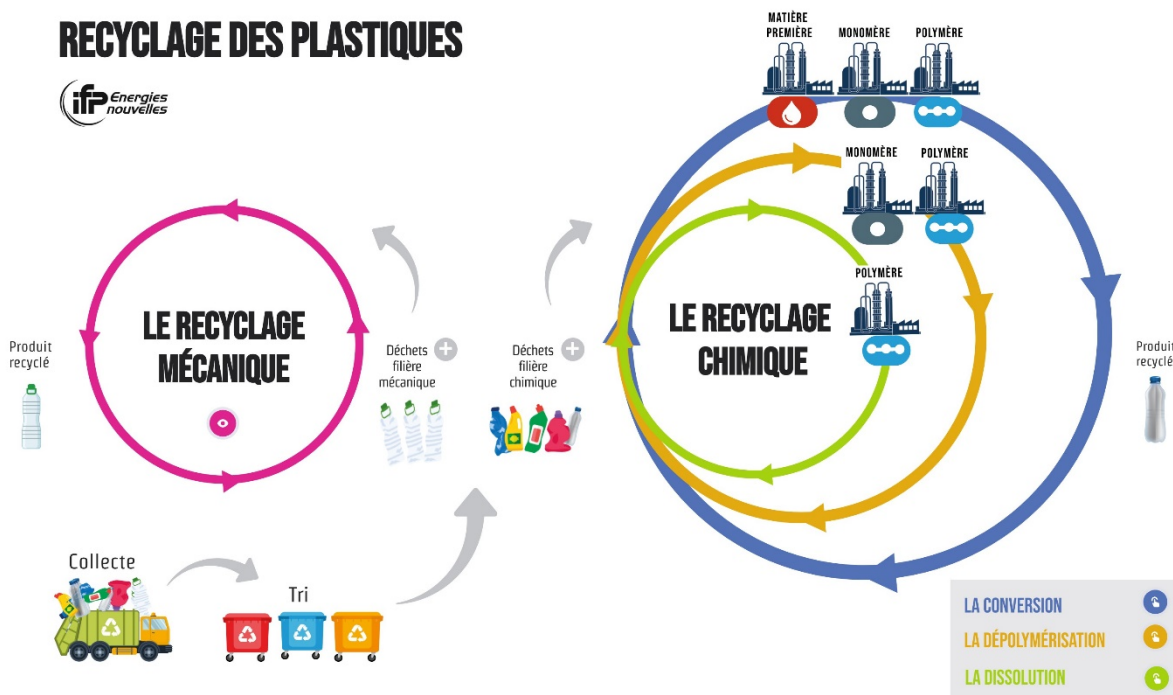 RECYCLAGE DES PLASTIQUES
ifp Energies
nouvelles
MATIÈRE
PREMIÈRE
MONOMÈRE
POLYMÈRE
MONOMÈRE
POLYMÈRE
POLYMÈRE
LE RECYCLAGE
MÉCANIQUE
LE RECYCLAGE
CHIMIQUE
Produit
recyclé
Déchets
filière
mécanique
Déchets
filière
chimique
Produit
recyclé
Collecte
Tri
LA CONVERSION
LA DÉPOLYMÉRISATION
LA DISSOLUTION